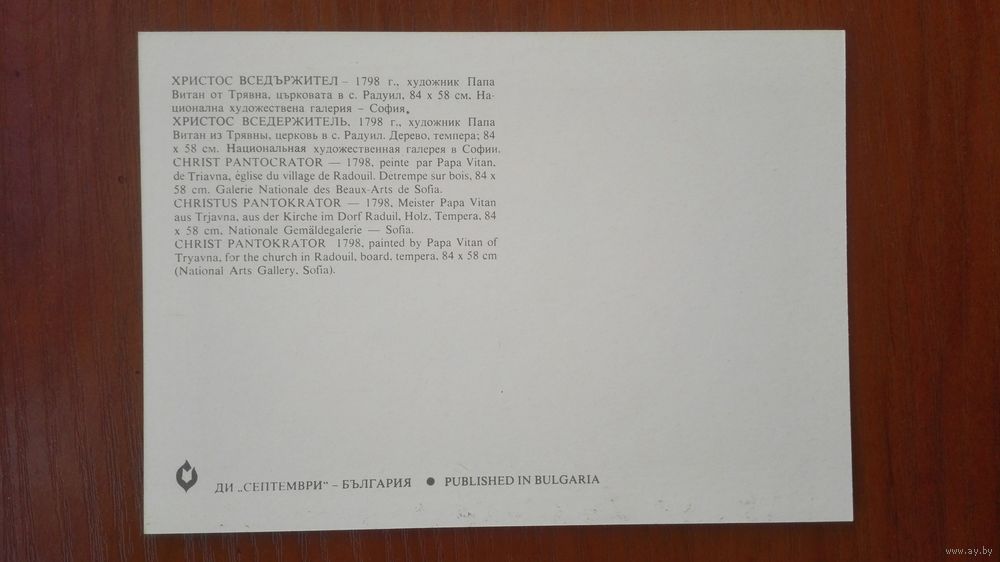 ХРИСТОС ВСЕДЪРЖИТЕЛ – 1798 г., художник Папа
Витан от Трявна, църковата в с. Радуил, 84 x 58 см. На-
ционална художествена галерия – София.
ХРИСТОС ВСЕДЕРЖИТЕЛЬ. 1798 г., художник Папа
Витан из Трявны, церковь в с. Радуил. Дерево, темпера; 84
x 58 см. Национальная художественная галерея в Софии.
CHRIST PANTOCRATOR — 1798, peinte par Papa Vitan,
de Triavna, église du village de Radouil. Detrempe sur bois, 84 x
58 cm. Galerie Nationale des Beaux-Arts de Sofia.
CHRISTUS PANTOKRATOR — 1798, Meister Papa Vitan
aus Trjavna, aus der Kirche im Dorf Raduil, Holz, Tempera, 84
x 58 cm. Nationale Gemäldegalerie — Sofia.
CHRIST PANTOKRATOR 1798, painted by Papa Vitan of
Tryavna, for the church in Radouil, board, tempera, 84 x 58 cm
(National Arts Gallery, Sofia).
ДИ „СЕПТЕМВРИ“ – БЪЛГАРИЯ ● PUBLISHED IN BULGARIA
www.ay.by